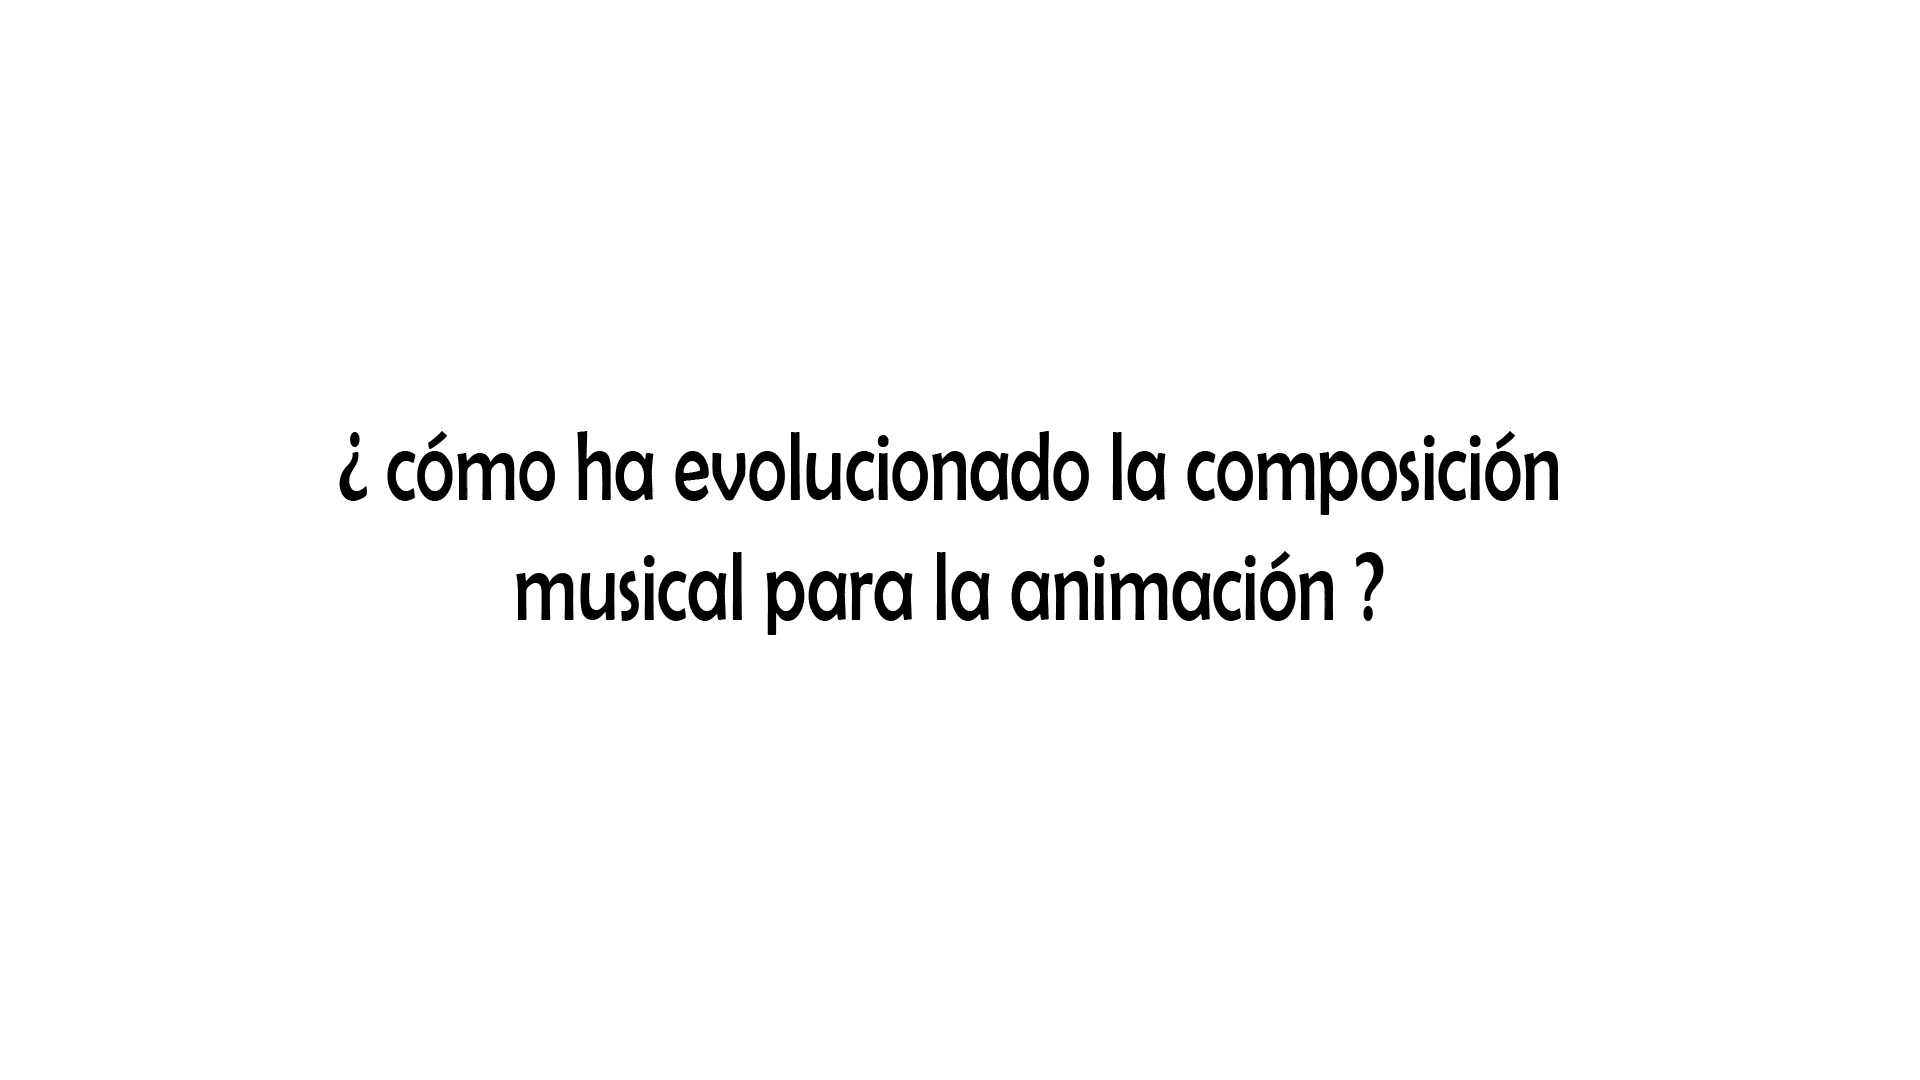 ¿ cómo ha evolucionado la composición
musical para la animación ?